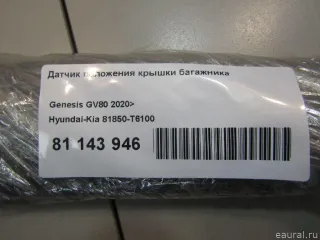 Датчик положения крышки багажника
Genesis GV80 2020>
Hyundai-Kia 81850-T6100
81 143 946
eaural.ru